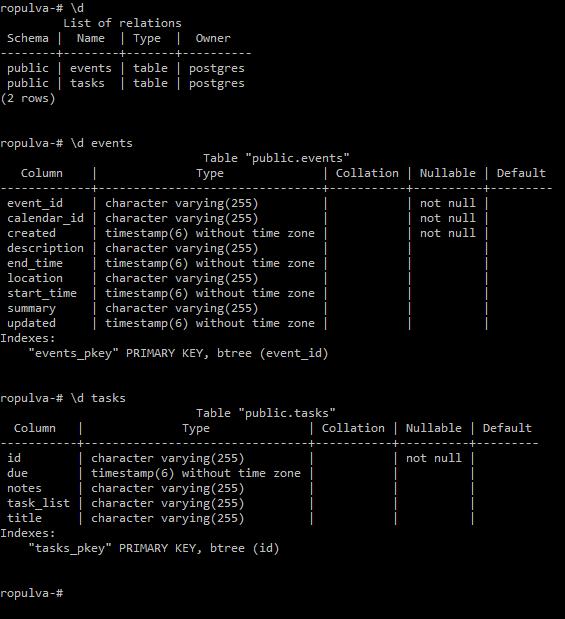 ropulva-# \d
         List of relations
 Schema |  Name  | Type  |  Owner
--------+--------+-------+----------
 public | events | table | postgres
 public | tasks  | table | postgres
(2 rows)
ropulva-# \d events
                             Table "public.events"
   Column    |              Type              | Collation | Nullable | Default
-------------+--------------------------------+-----------+----------+---------
 event_id    | character varying(255)         |           | not null |
 calendar_id | character varying(255)         |           | not null |
 created     | timestamp(6) without time zone |           | not null |
 description | character varying(255)         |           |          |
 end_time    | timestamp(6) without time zone |           |          |
 location    | character varying(255)         |           |          |
 start_time  | timestamp(6) without time zone |           |          |
 summary     | character varying(255)         |           |          |
 updated     | timestamp(6) without time zone |           |          |
Indexes:
    "events_pkey" PRIMARY KEY, btree (event_id)
ropulva-# \d tasks
                            Table "public.tasks"
  Column   |              Type              | Collation | Nullable | Default
-----------+--------------------------------+-----------+----------+---------
 id        | character varying(255)         |           | not null |
 due       | timestamp(6) without time zone |           |          |
 notes     | character varying(255)         |           |          |
 task_list | character varying(255)         |           |          |
 title     | character varying(255)         |           |          |
Indexes:
    "tasks_pkey" PRIMARY KEY, btree (id)
ropulva-#